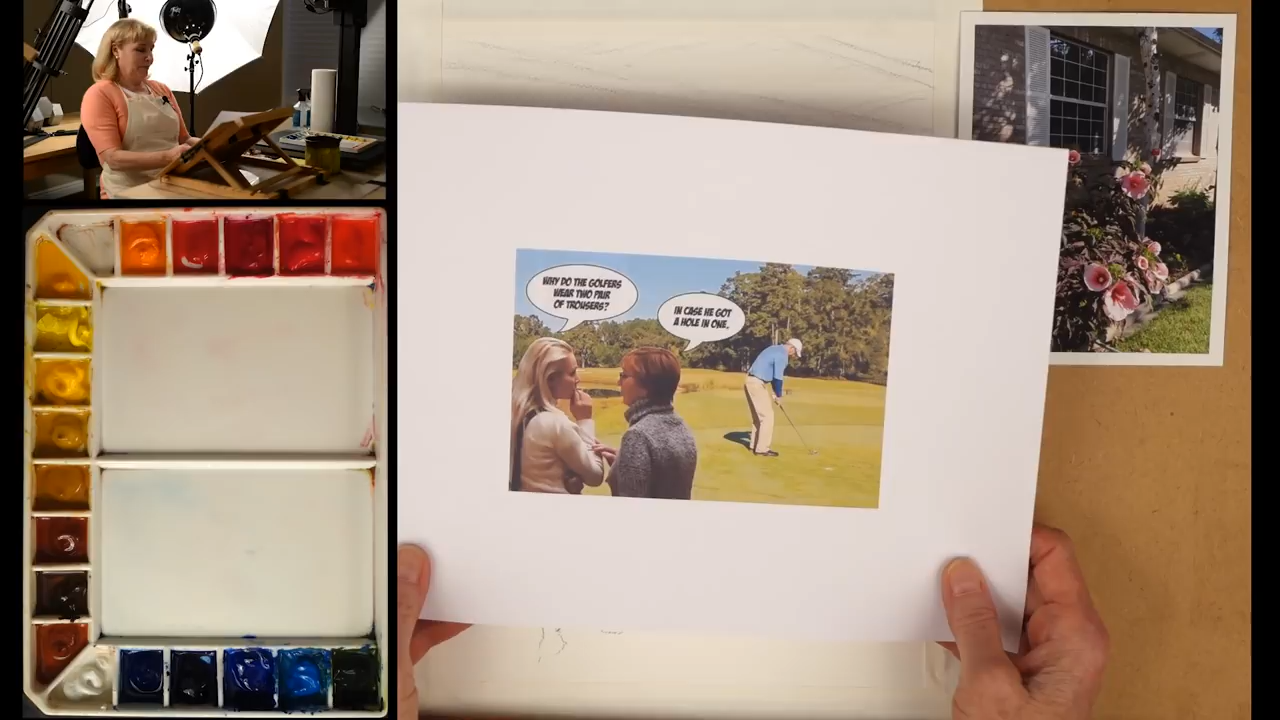 WHY DO THE GOLFERS
WEAR TWO PAIR
OF TROUSERS?
IN CASE HE GOT
A HOLE IN ONE.